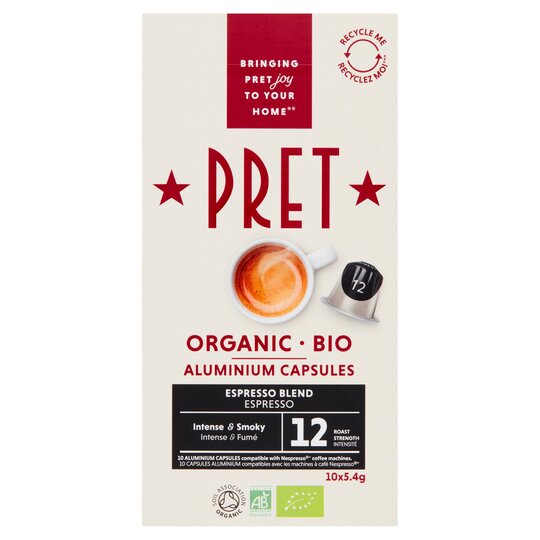 BRINGING
PRET joy
TO YOUR
HOME**
RECYCLE ME
RECYCLEZ MOI***
PRET
12
ORGANIC · BIO
ALUMINIUM CAPSULES
ESPRESSO BLEND
ESPRESSO
Intense & Smoky
Intense & Fumé
12
ROAST
STRENGTH
INTENSITÉ
10 ALUMINIUM CAPSULES compatible with Nespresso®* coffee machines.
10 CAPSULES ALUMINIUM compatibles avec les machines à café Nespresso®*.
10x5.4g
SOIL ASSOCIATION
ORGANIC
AB